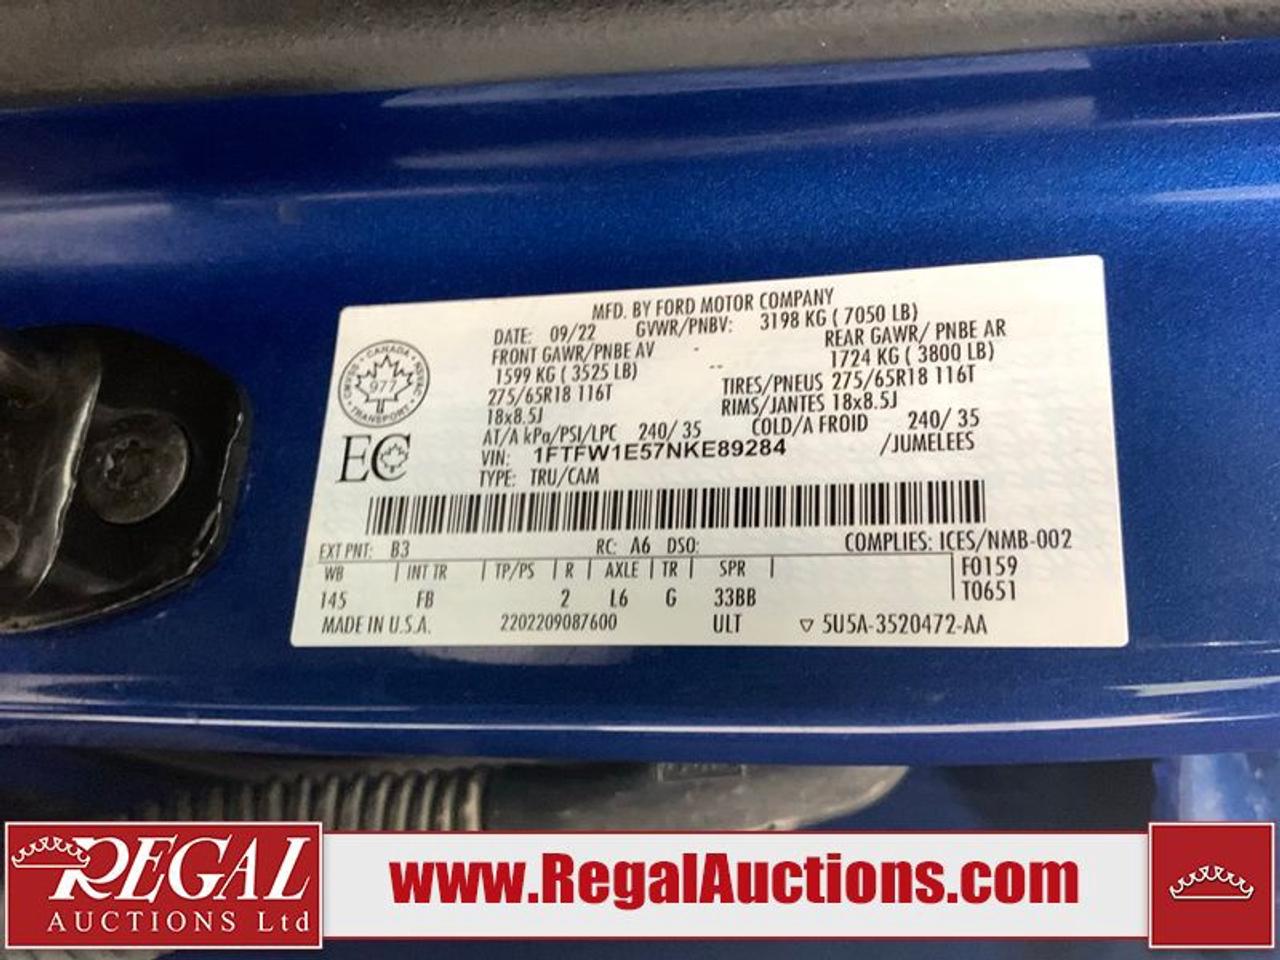 MFD. BY FORD MOTOR COMPANY
DATE: 09/22 GVWR/PNBV: 3198 KG ( 7050 LB)
FRONT GAWR/PNBE AV - REAR GAWR/ PNBE AR
1599 KG ( 3525 LB) -- 1724 KG ( 3800 LB)
275/65R18 116T TIRES/PNEUS 275/65R18 116T
18x8.5J RIMS/JANTES 18x8.5J
AT/A kPa/PSI/LPC 240/ 35 COLD/A FROID 240/ 35
VIN: 1FTFW1E57NKE89284 /JUMELEES
TYPE: TRU/CAM
CANADA
977
TRANSPORT
EC
EXT PNT: B3 RC: A6 DSO: COMPLIES: ICES/NMB-002
WB | INT TR | TP/PS | R | AXLE | TR | SPR | F0159
145 FB 2 L6 G 33BB T0651
MADE IN U.S.A. 2202209087600 ULT ▽ 5U5A-3520472-AA
REGAL
AUCTIONS Ltd
www.RegalAuctions.com